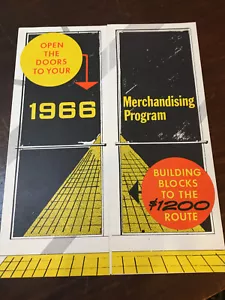 OPEN
THE
DOORS
TO YOUR
1966
Merchandising
Program
BUILDING
BLOCKS
TO THE
$1200
ROUTE